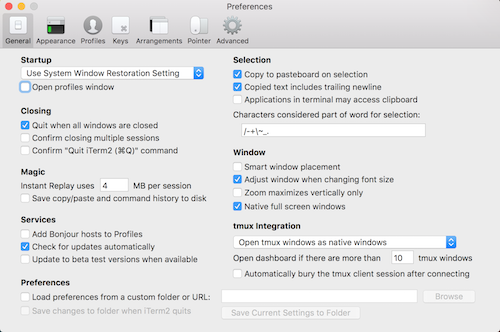 Preferences
General Appearance Profiles Keys Arrangements Pointer Advanced
Startup
Use System Window Restoration Setting
Open profiles window
Closing
Quit when all windows are closed
Confirm closing multiple sessions
Confirm "Quit iTerm2 (⌘Q)" command
Magic
Instant Replay uses 4 MB per session
Save copy/paste and command history to disk
Services
Add Bonjour hosts to Profiles
Check for updates automatically
Update to beta test versions when available
Selection
Copy to pasteboard on selection
Copied text includes trailing newline
Applications in terminal may access clipboard
Characters considered part of word for selection:
/-+\~_.
Window
Smart window placement
Adjust window when changing font size
Zoom maximizes vertically only
Native full screen windows
tmux Integration
Open tmux windows as native windows
Open dashboard if there are more than 10 tmux windows
Automatically bury the tmux client session after connecting
Preferences
Load preferences from a custom folder or URL: Browse
Save changes to folder when iTerm2 quits Save Current Settings to Folder